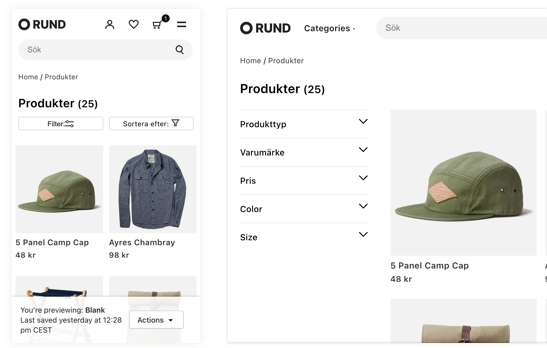 RUND
1
Sök
Home / Produkter
Produkter (25)
Filter:
Sortera efter:
5 Panel Camp Cap
48 kr
Ayres Chambray
98 kr
You're previewing: Blank
Last saved yesterday at 12:28
pm CEST
Actions
RUND
Categories
Sök
Home / Produkter
Produkter (25)
Produkttyp
Varumärke
Pris
Color
Size
5 Panel Camp Cap
48 kr